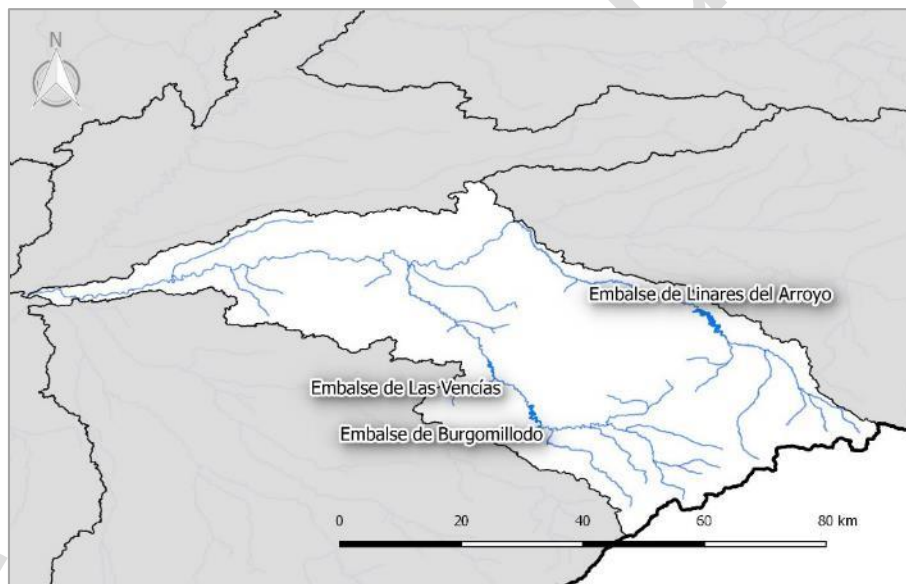 N
Embalse de Linares del Arroyo
Embalse de Las Vencías
Embalse de Burgomillodo
0 20 40 60 80 km